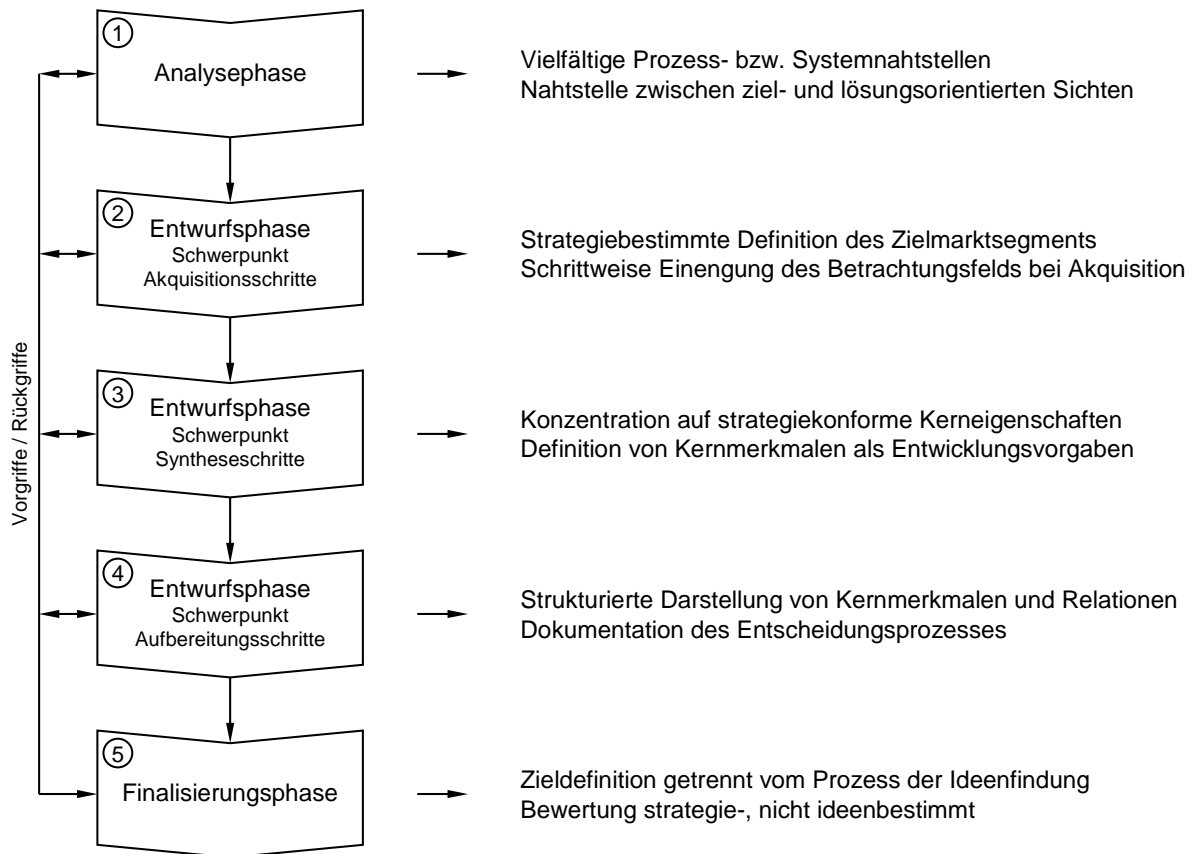 Vorgriffe / Rückgriffe
1
Analysephase
Vielfältige Prozess- bzw. Systemnahtstellen
Nahtstelle zwischen ziel- und lösungsorientierten Sichten
2
Entwurfsphase
Schwerpunkt
Akquisitionsschritte
Strategiebestimmte Definition des Zielmarktsegments
Schrittweise Einengung des Betrachtungsfelds bei Akquisition
3
Entwurfsphase
Schwerpunkt
Syntheseschritte
Konzentration auf strategiekonforme Kerneigenschaften
Definition von Kernmerkmalen als Entwicklungsvorgaben
4
Entwurfsphase
Schwerpunkt
Aufbereitungsschritte
Strukturierte Darstellung von Kernmerkmalen und Relationen
Dokumentation des Entscheidungsprozesses
5
Finalisierungsphase
Zieldefinition getrennt vom Prozess der Ideenfindung
Bewertung strategie-, nicht ideenbestimmt